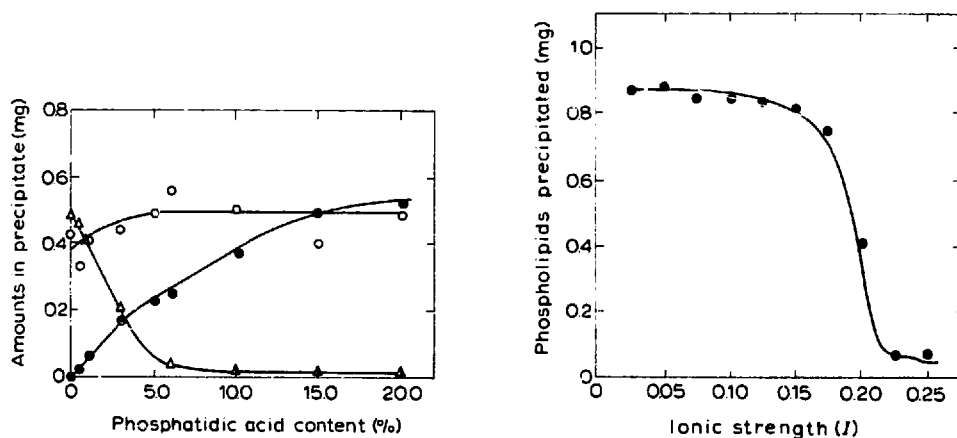 Amounts in precipitate (mg)
0.8
0.6
0.4
0.2
0
0.0 5.0 10.0 15.0 20.0
Phosphatidic acid content (%)
Phospholipids precipitated (mg)
1.0
0.8
0.6
0.4
0.2
0
0 0.05 0.10 0.15 0.20 0.25
Ionic strength (I)